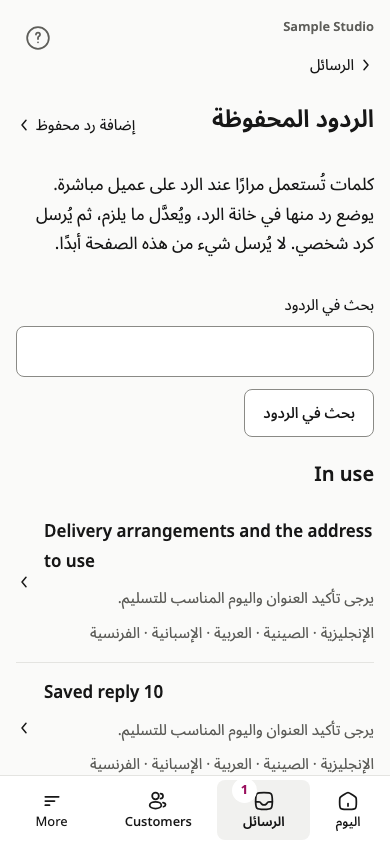 Sample Studio
الرسائل
الردود المحفوظة
إضافة رد محفوظ
كلمات تُستعمل مرارًا عند الرد على عميل مباشرة.
يوضع رد منها في خانة الرد، ويُعدَّل ما يلزم، ثم يُرسل
كرد شخصي. لا يُرسل شيء من هذه الصفحة أبدًا.
بحث في الردود
بحث في الردود
In use
Delivery arrangements and the address
to use
يرجى تأكيد العنوان واليوم المناسب للتسليم.
الإنجليزية · الصينية · العربية · الإسبانية · الفرنسية
Saved reply 10
يرجى تأكيد العنوان واليوم المناسب للتسليم.
الإنجليزية · الصينية · العربية · الإسبانية · الفرنسية
اليوم
1
الرسائل
Customers
More